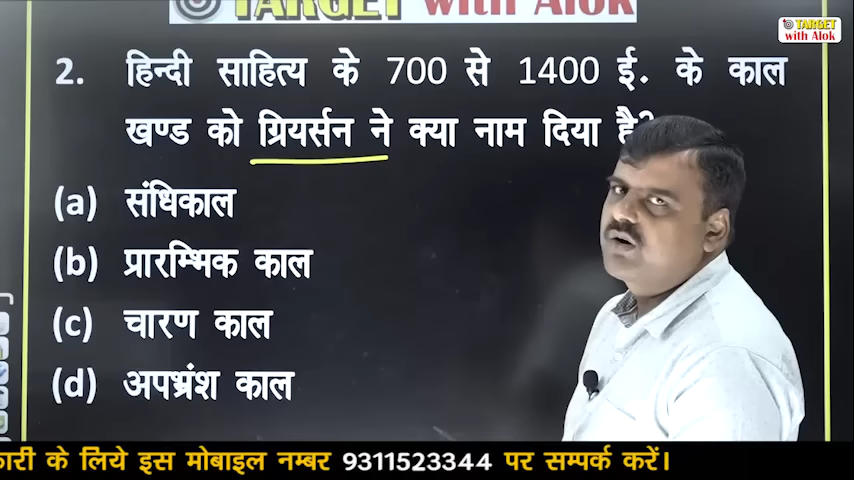 TARGET with Alok
TARGET
with Alok
2. हिन्दी साहित्य के 700 से 1400 ई. के काल
खण्ड को ग्रियर्सन ने क्या नाम दिया है?
(a) संधिकाल
(b) प्रारम्भिक काल
(c) चारण काल
(d) अपभ्रंश काल
कारी के लिये इस मोबाइल नम्बर 9311523344 पर सम्पर्क करें।